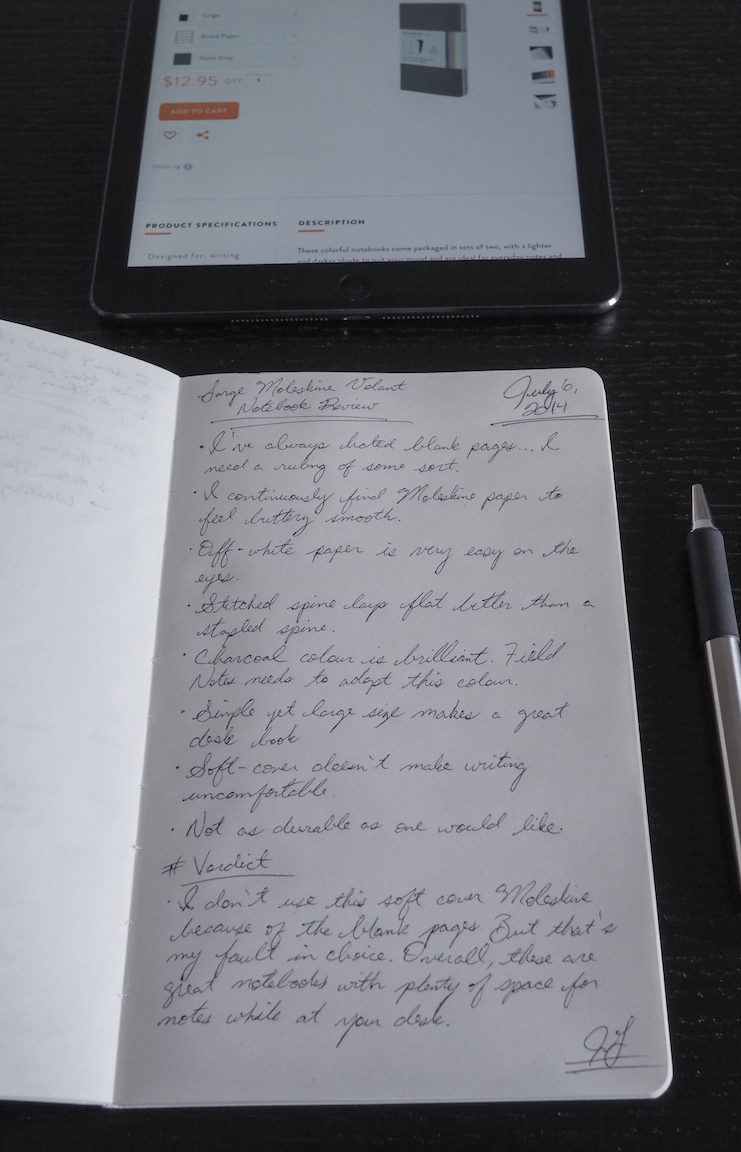 Large
Ruled Paper
Slate Gray
$12.95 QTY 1
ADD TO CART
Shipping
PRODUCT SPECIFICATIONS
Designed for: writing
DESCRIPTION
These colorful notebooks come packaged in sets of two, with a lighter
and darker shade to suit your mood and are ideal for everyday notes and
Large Moleskine Volant
Notebook Review
July 6,
2014
· I've always hated blank pages... I
need a ruling of some sort.
· I continuously find Moleskine paper to
feel buttery smooth.
· Off-white paper is very easy on the
eyes.
· Stitched spine lays flat better than a
stapled spine.
· Charcoal colour is brilliant. Field
Notes needs to adopt this colour.
· Simple yet large size makes a great
desk book
· Soft-cover doesn't make writing
uncomfortable.
· Not as durable as one would like.
# Verdict
· I don't use this soft cover Moleskine
because of the blank pages. But that's
my fault in choice. Overall, these are
great notebooks with plenty of space for
notes while at your desk.